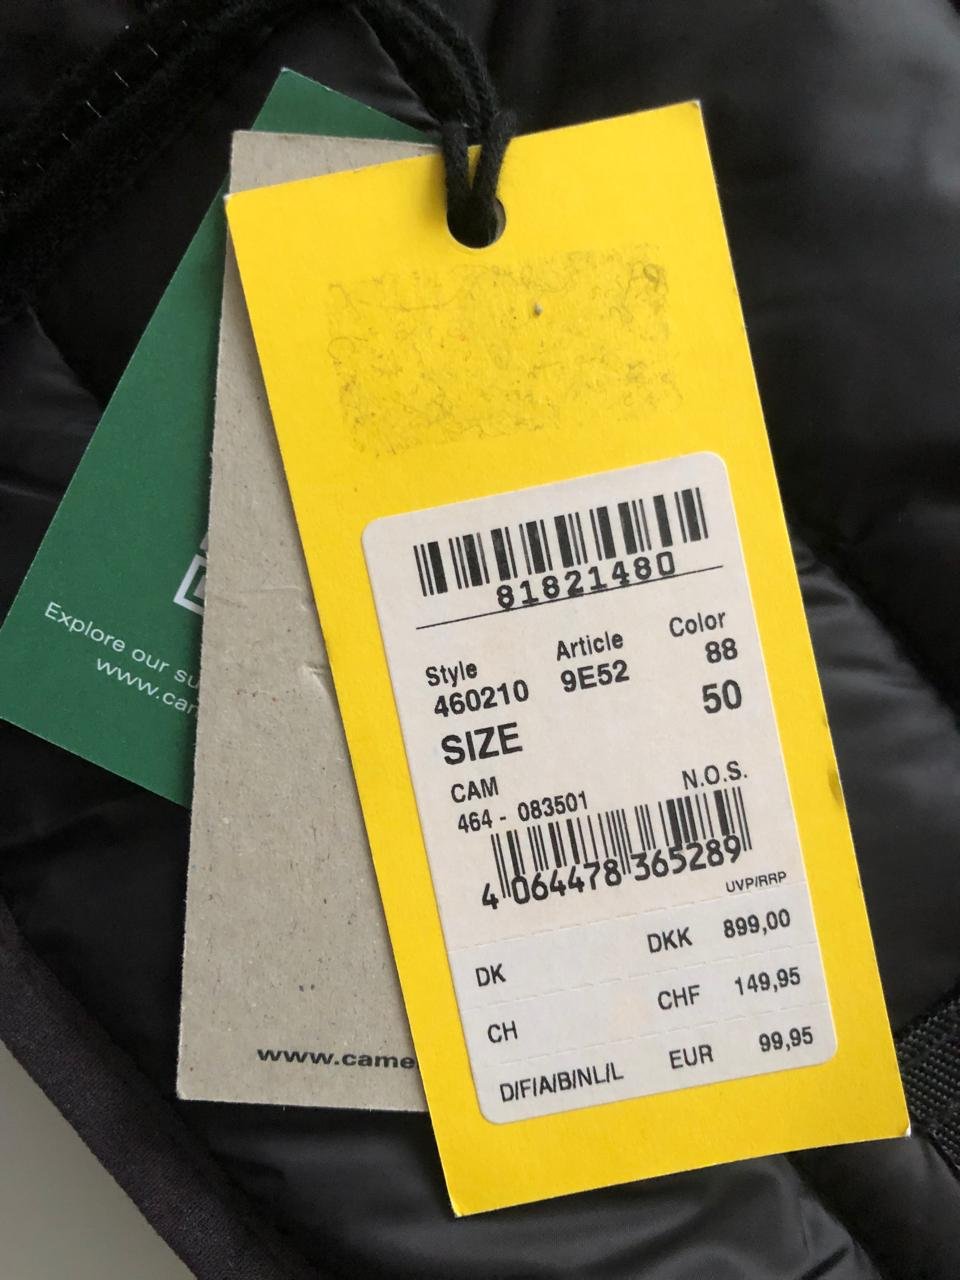 81821480
Style Article Color
460210 9E52 88
SIZE 50
CAM N.O.S.
464 - 083501
4 064478 365289
UVP/RRP
DK DKK 899,00
CH CHF 149,95
D/F/A/B/NL/L EUR 99,95
Explore our su
www.can
www.came